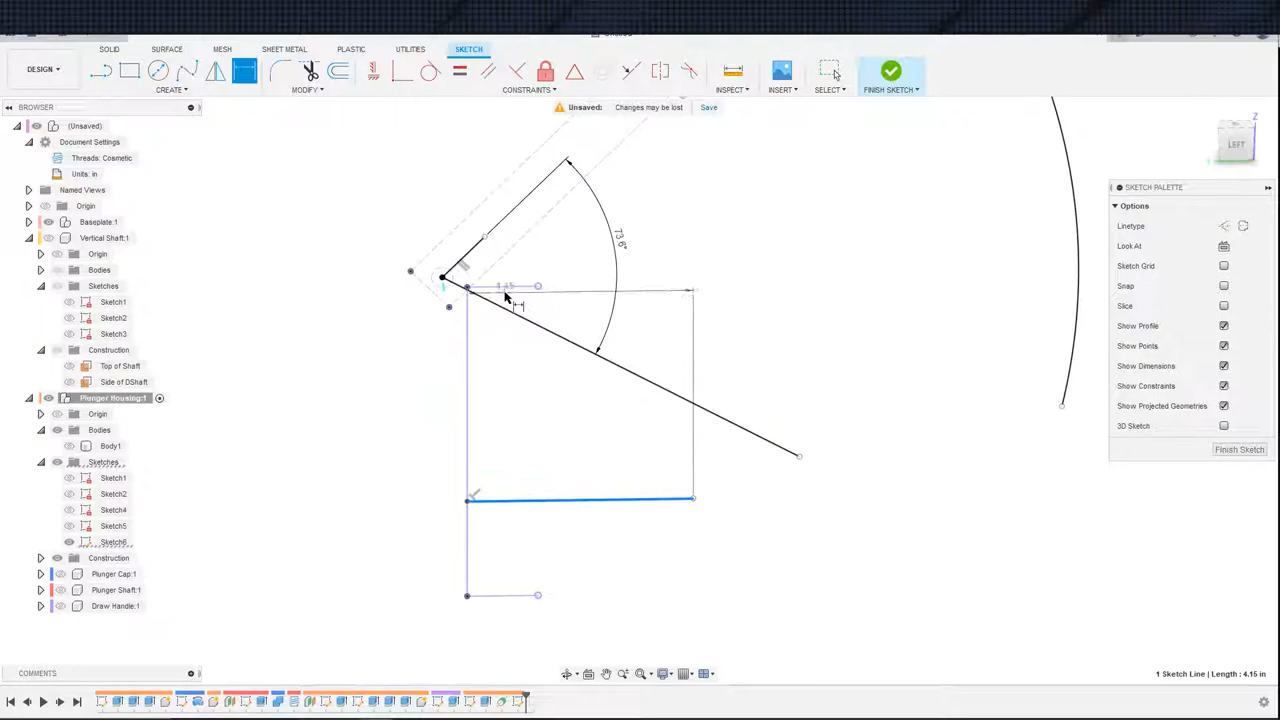 SOLID SURFACE MESH SHEET METAL PLASTIC UTILITIES SKETCH
DESIGN
CREATE MODIFY CONSTRAINTS INSPECT INSERT SELECT FINISH SKETCH
BROWSER
Unsaved: Changes may be lost Save
(Unsaved)
Document Settings
Threads: Cosmetic
Units: in
Named Views
Origin
Baseplate:1
Vertical Shaft:1
Origin
Bodies
Sketches
Sketch1
Sketch2
Sketch3
Construction
Top of Shaft
Side of DShaft
Plunger Housing:1
Origin
Bodies
Body1
Sketches
Sketch1
Sketch2
Sketch4
Sketch5
Sketch6
Construction
Plunger Cap:1
Plunger Shaft:1
Draw Handle:1
73.6°
Z
LEFT
SKETCH PALETTE
Options
Linetype
Look At
Sketch Grid
Snap
Slice
Show Profile
Show Points
Show Dimensions
Show Constraints
Show Projected Geometries
3D Sketch
Finish Sketch
COMMENTS
1 Sketch Line | Length : 4.15 in